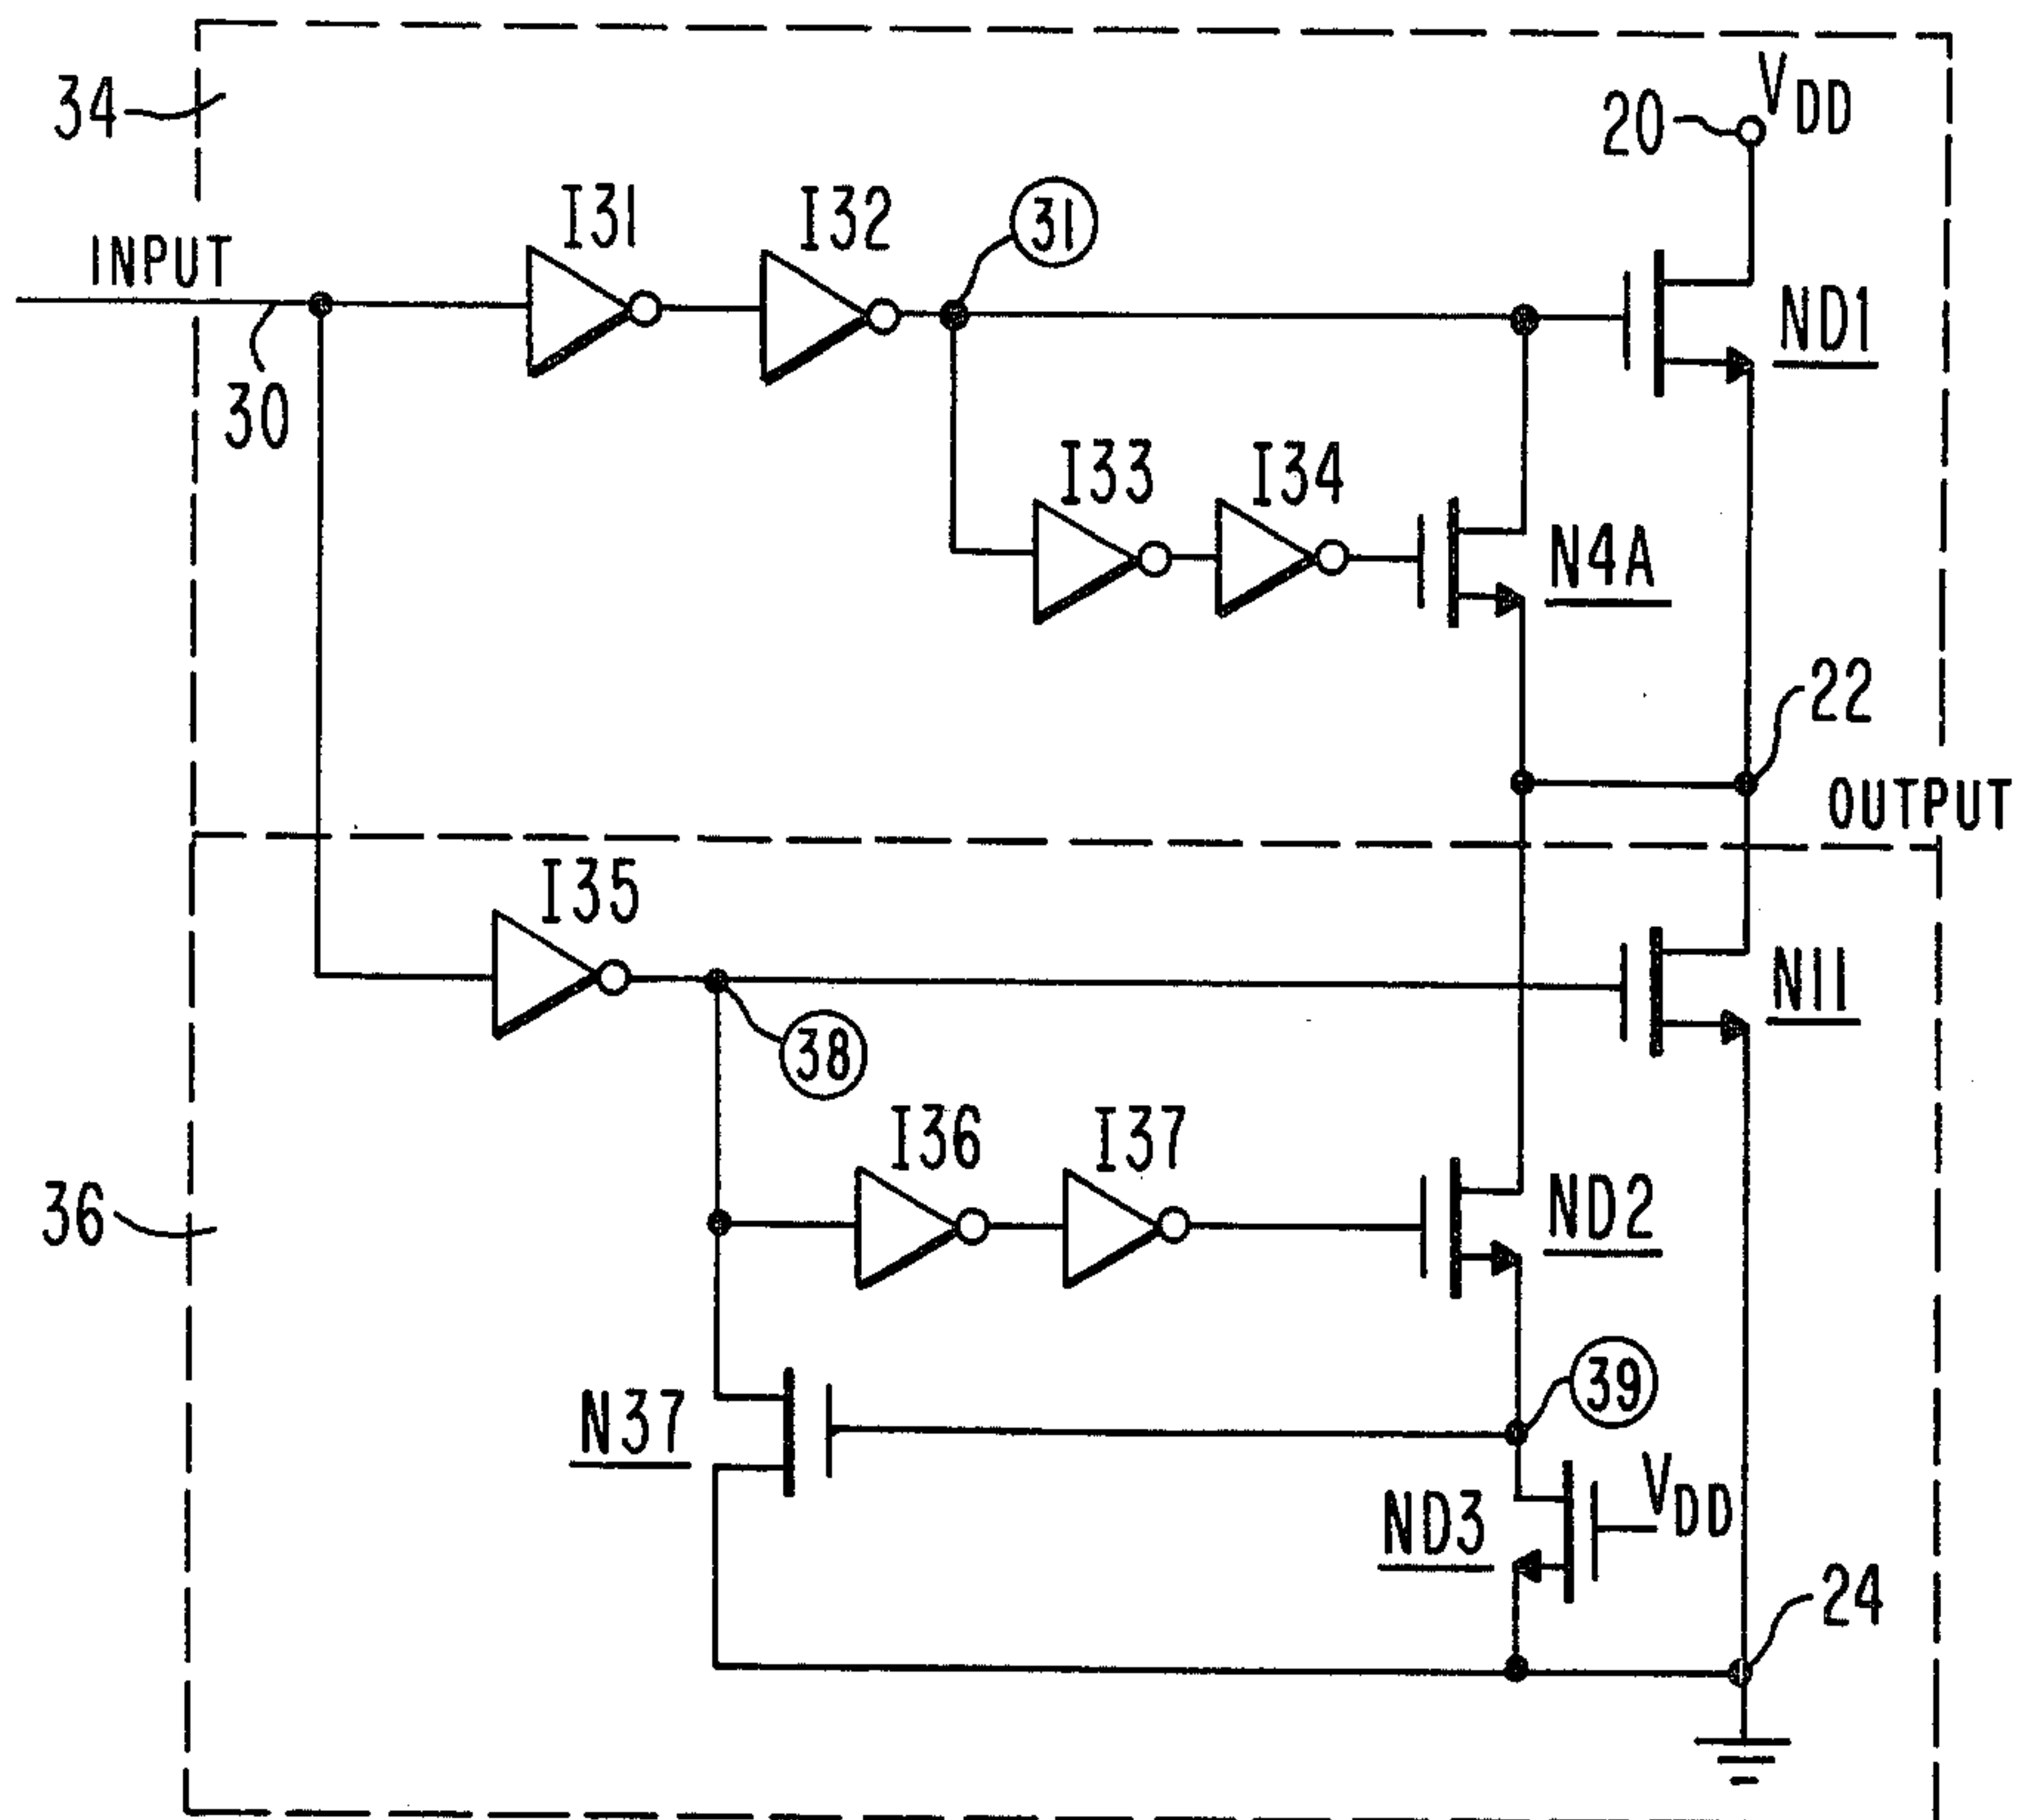 34
20
VDD
INPUT
I31
I32
31
ND1
30
I33
I34
N4A
22
OUTPUT
I35
38
N11
I36
I37
ND2
36
39
N37
ND3
VDD
24